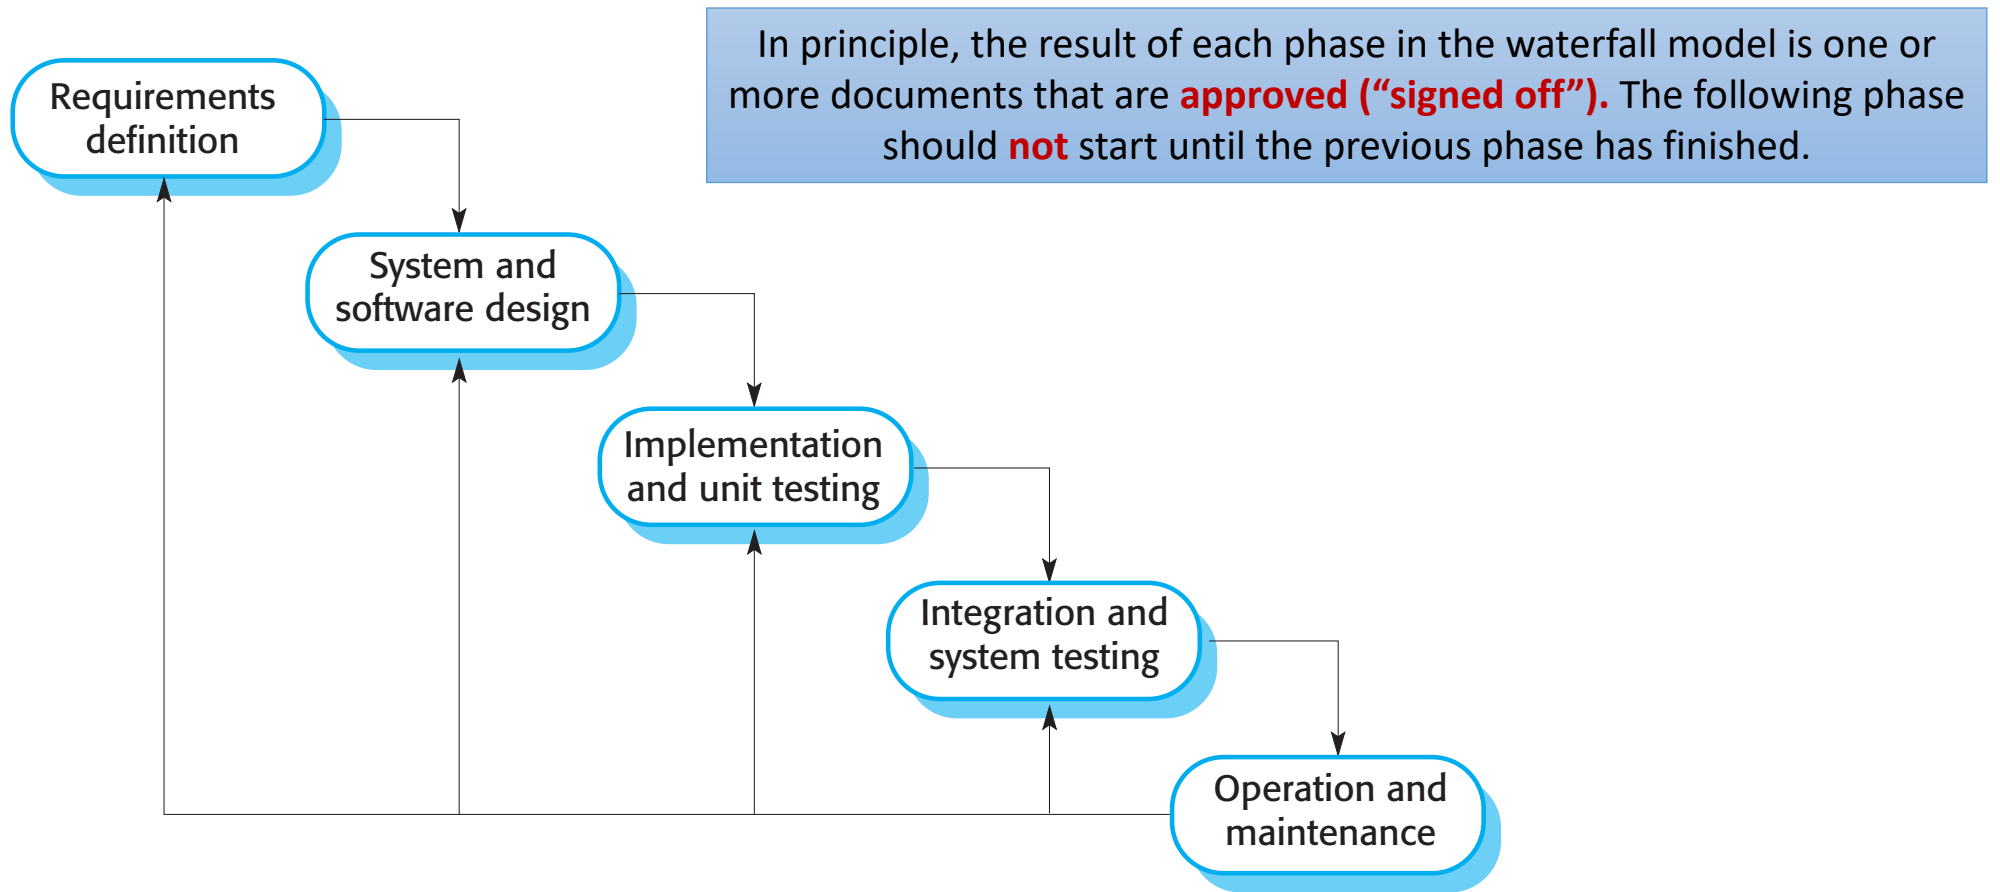 In principle, the result of each phase in the waterfall model is one or
more documents that are approved (“signed off”). The following phase
should not start until the previous phase has finished.
Requirements
definition
System and
software design
Implementation
and unit testing
Integration and
system testing
Operation and
maintenance